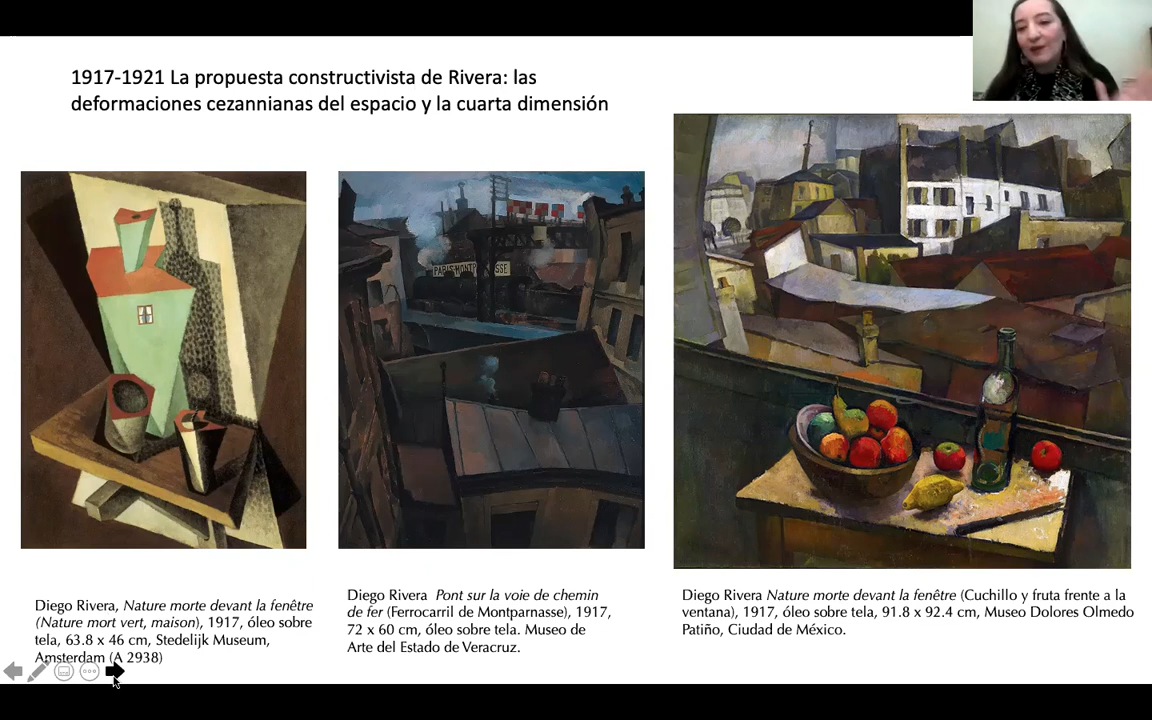 1917-1921 La propuesta constructivista de Rivera: las
deformaciones cezannianas del espacio y la cuarta dimensión
PARIS MONTPARNASSE
Diego Rivera, Nature morte devant la fenêtre
(Nature mort vert, maison), 1917, óleo sobre
tela, 63.8 x 46 cm, Stedelijk Museum,
Amsterdam (A 2938)
Diego Rivera Pont sur la voie de chemin
de fer (Ferrocarril de Montparnasse), 1917,
72 x 60 cm, óleo sobre tela. Museo de
Arte del Estado de Veracruz.
Diego Rivera Nature morte devant la fenêtre (Cuchillo y fruta frente a la
ventana), 1917, óleo sobre tela, 91.8 x 92.4 cm, Museo Dolores Olmedo
Patiño, Ciudad de México.